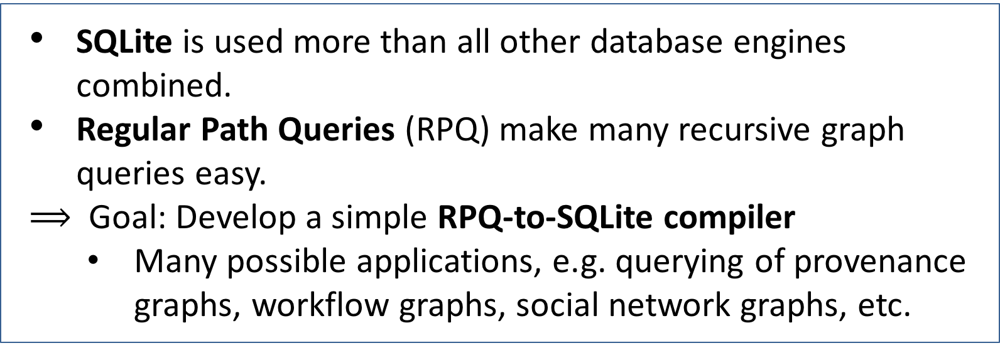 • SQLite is used more than all other database engines
combined.
• Regular Path Queries (RPQ) make many recursive graph
queries easy.
⟹ Goal: Develop a simple RPQ-to-SQLite compiler
• Many possible applications, e.g. querying of provenance
graphs, workflow graphs, social network graphs, etc.